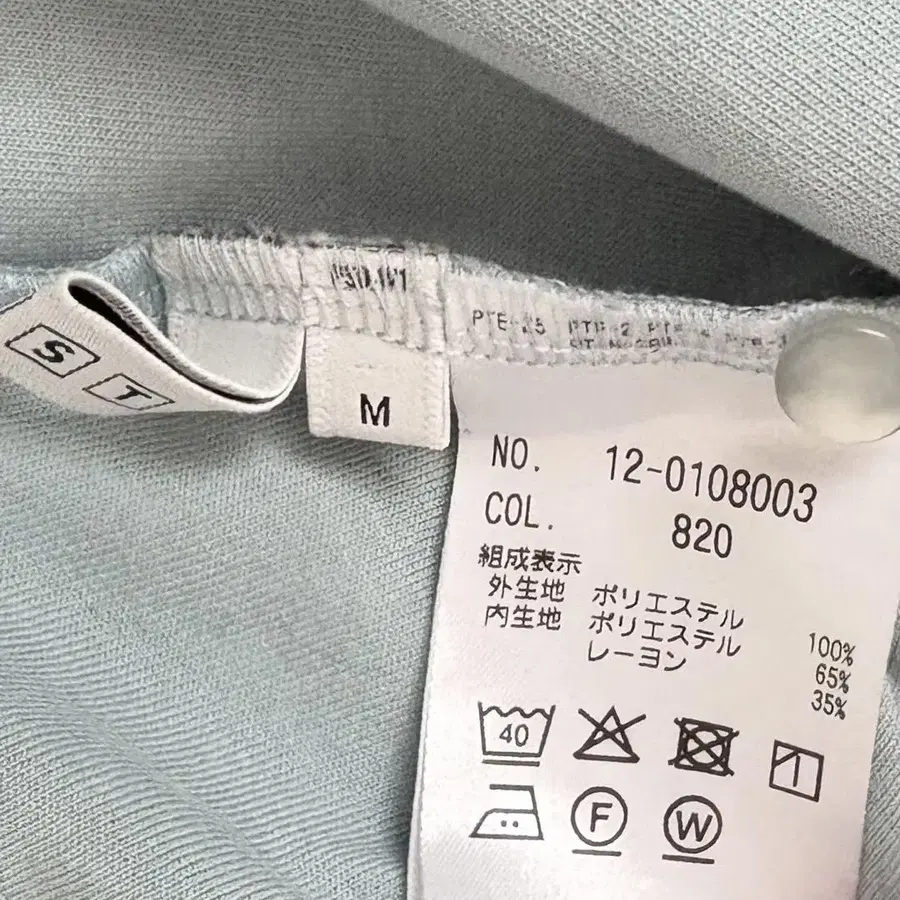 S T
M
NO. 12-0108003
COL. 820
組成表示
外生地 ポリエステル 100%
内生地 ポリエステル 65%
レーヨン 35%
40
F W